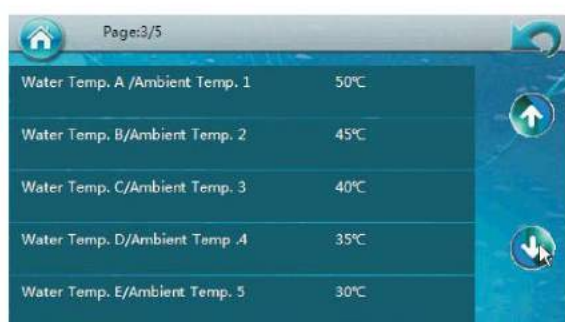 Page:3/5
Water Temp. A /Ambient Temp. 1 50℃
Water Temp. B/Ambient Temp. 2 45℃
Water Temp. C/Ambient Temp. 3 40℃
Water Temp. D/Ambient Temp .4 35℃
Water Temp. E/Ambient Temp. 5 30℃